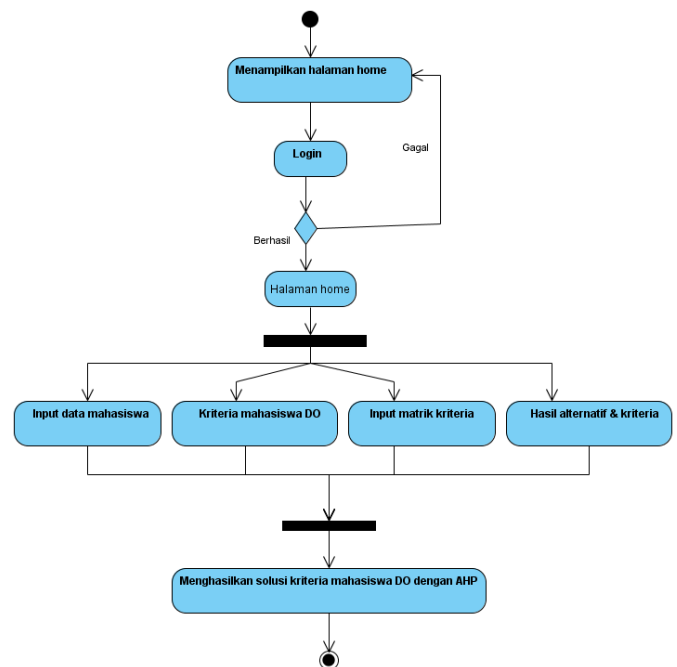 Menampilkan halaman home
Login
Gagal
Berhasil
Halaman home
Input data mahasiswa
Kriteria mahasiswa DO
Input matrik kriteria
Hasil alternatif & kriteria
Menghasilkan solusi kriteria mahasiswa DO dengan AHP